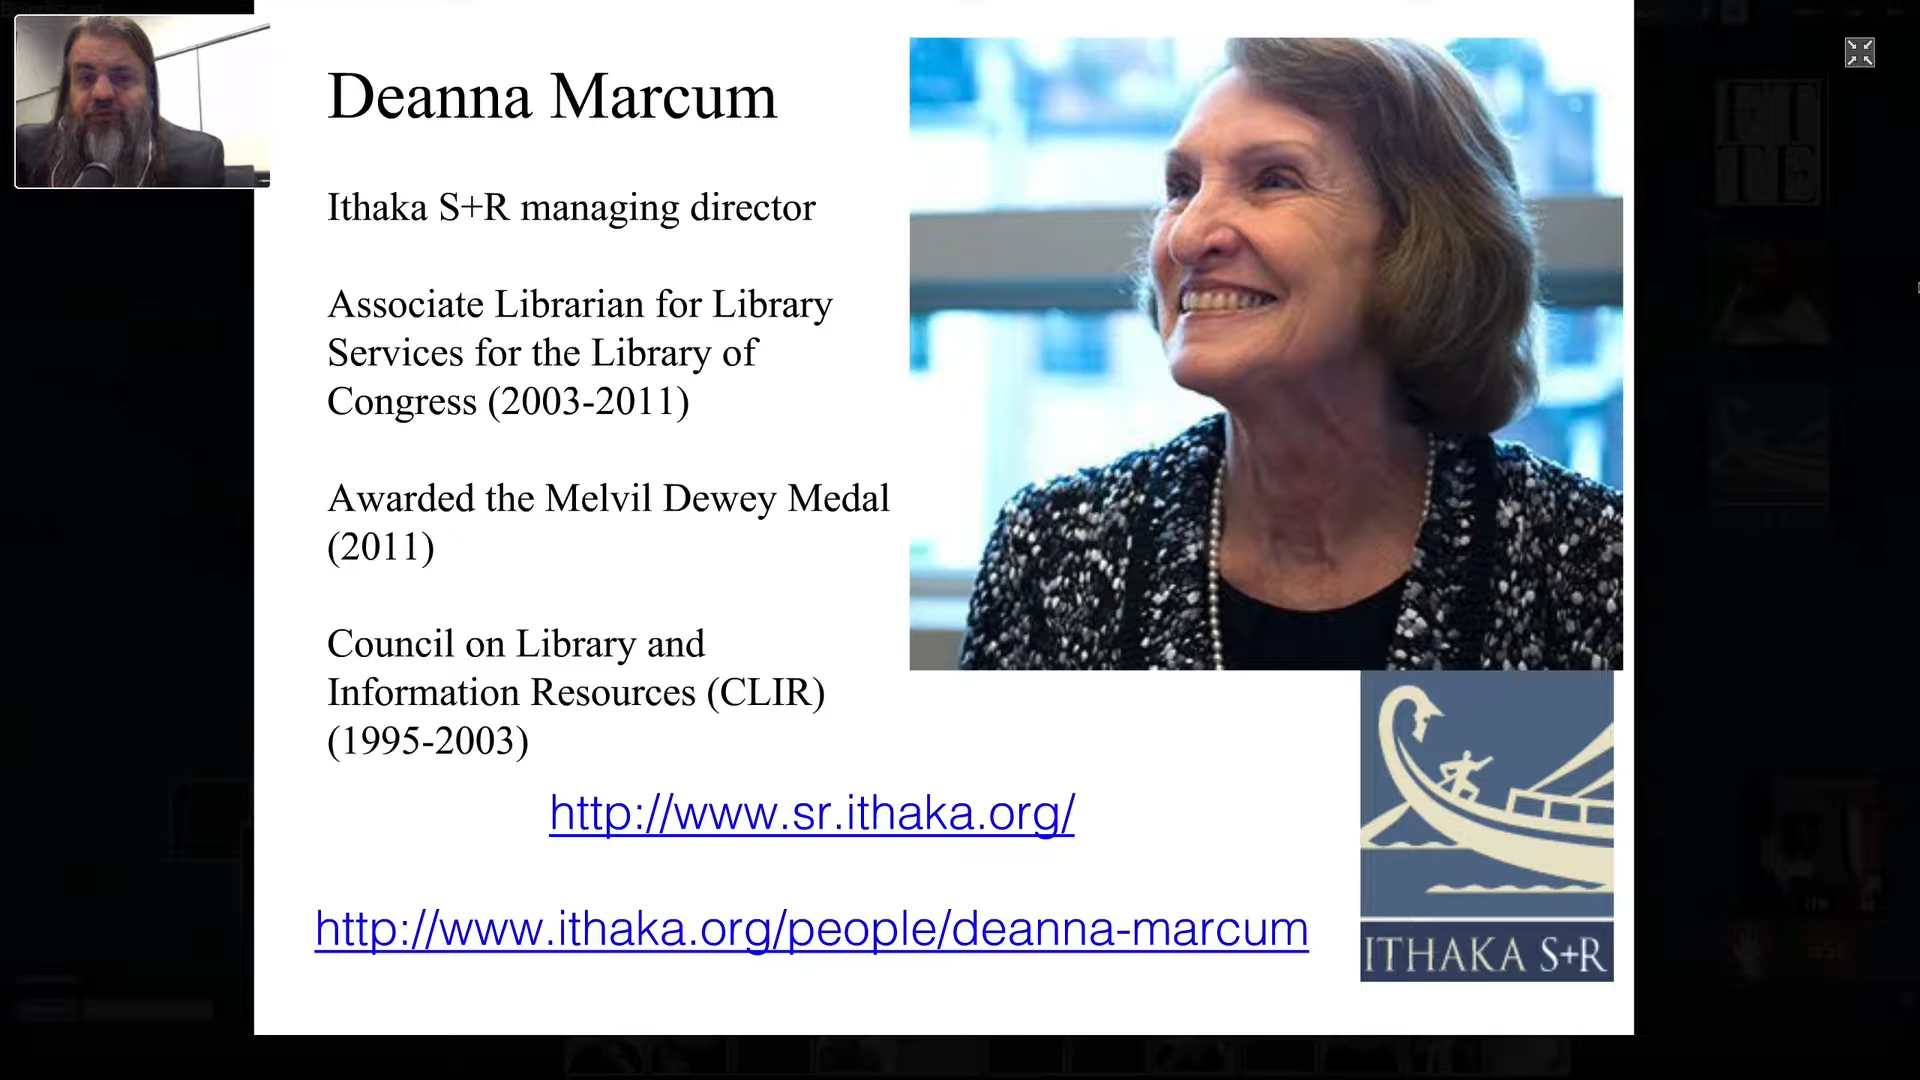 Deanna Marcum
Ithaka S+R managing director
Associate Librarian for Library
Services for the Library of
Congress (2003-2011)
Awarded the Melvil Dewey Medal
(2011)
Council on Library and
Information Resources (CLIR)
(1995-2003)
http://www.sr.ithaka.org/
http://www.ithaka.org/people/deanna-marcum
ITHAKA S+R
FI
TE